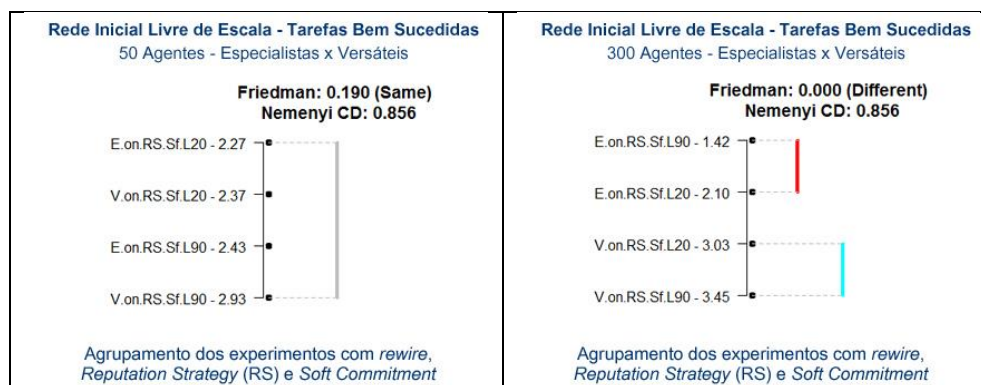 Rede Inicial Livre de Escala - Tarefas Bem Sucedidas
50 Agentes - Especialistas x Versáteis
Friedman: 0.190 (Same)
Nemenyi CD: 0.856
E.on.RS.Sf.L20 - 2.27
V.on.RS.Sf.L20 - 2.37
E.on.RS.Sf.L90 - 2.43
V.on.RS.Sf.L90 - 2.93
Agrupamento dos experimentos com rewire,
Reputation Strategy (RS) e Soft Commitment
Rede Inicial Livre de Escala - Tarefas Bem Sucedidas
300 Agentes - Especialistas x Versáteis
Friedman: 0.000 (Different)
Nemenyi CD: 0.856
E.on.RS.Sf.L90 - 1.42
E.on.RS.Sf.L20 - 2.10
V.on.RS.Sf.L20 - 3.03
V.on.RS.Sf.L90 - 3.45
Agrupamento dos experimentos com rewire,
Reputation Strategy (RS) e Soft Commitment